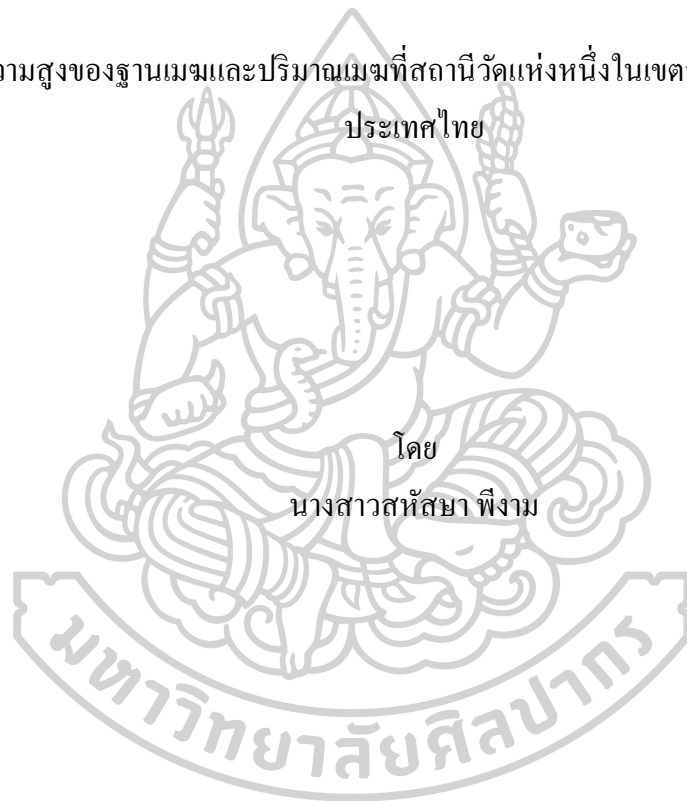 ความสูงของฐานเมฆและปริมาณเมฆที่สถานีวัดแห่งหนึ่งในเขต
ประเทศไทย
โดย
นางสาวสหัสษา พึงาม
มหาวิทยาลัยศิลปากร